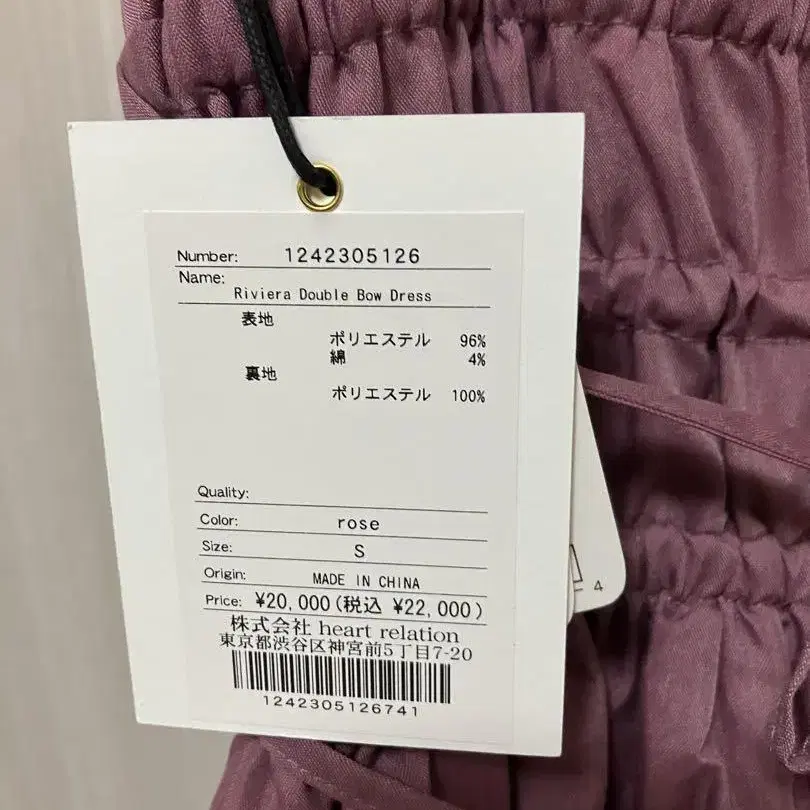 Number: 1242305126
Name:
Riviera Double Bow Dress
表地
ポリエステル 96%
綿 4%
裏地
ポリエステル 100%
Quality:
Color: rose
Size: S
Origin: MADE IN CHINA
Price: ¥20,000(税込 ¥22,000)
株式会社 heart relation
東京都渋谷区神宮前5丁目7-20
1242305126741
4